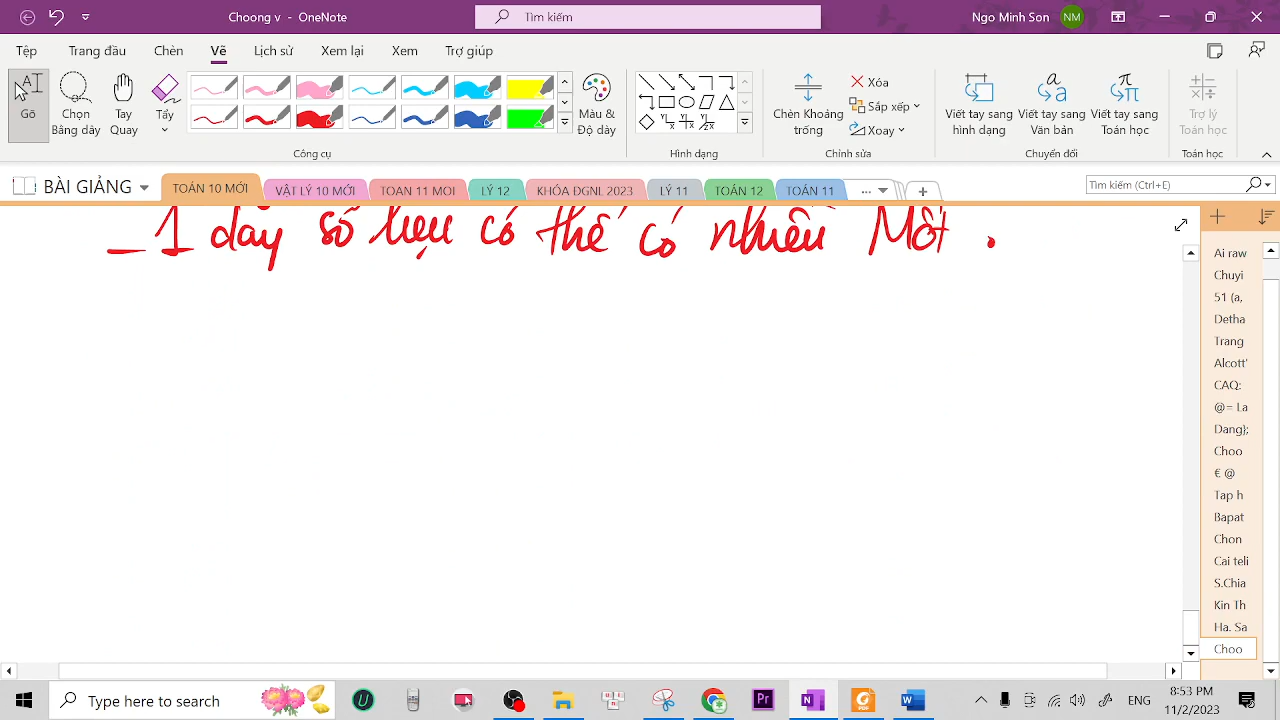 Choong v - OneNote
Tìm kiếm
Ngo Minh Son
NM
Tệp Trang đầu Chèn Vẽ Lịch sử Xem lại Xem Trợ giúp
Gõ
Chọn Bằng dây
Tay Quay
Tẩy
Màu & Độ dày
Chèn Khoảng trống
Xóa
Sắp xếp
Xoay
Viết tay sang hình dạng
Viết tay sang Văn bản
Viết tay sang Toán học
Trợ lý Toán học
Công cụ
Hình dạng
Chỉnh sửa
Chuyển đổi
Toán học
BÀI GIẢNG
TOÁN 10 MỚI
VẬT LÝ 10 MỚI
TOAN 11 MOI
LÝ 12
KHÓA ĐGNL 2023
LÝ 11
TOÁN 12
TOÁN 11
...
Tìm kiếm (Ctrl+E)
_ 1 dãy số liệu có thể có nhiều Mốt .
Ai raw
Chuyi
51 (a,
Detha
Trang
Alcott'
CAQ:
@= La
Dang};
Choo
€ @
Tap h
Bapat
Chon
Cai teli
S.Chia
Kin Th
Ha. Sa
Choo
Type here to search
ENG
8:53 PM
11/2/2023